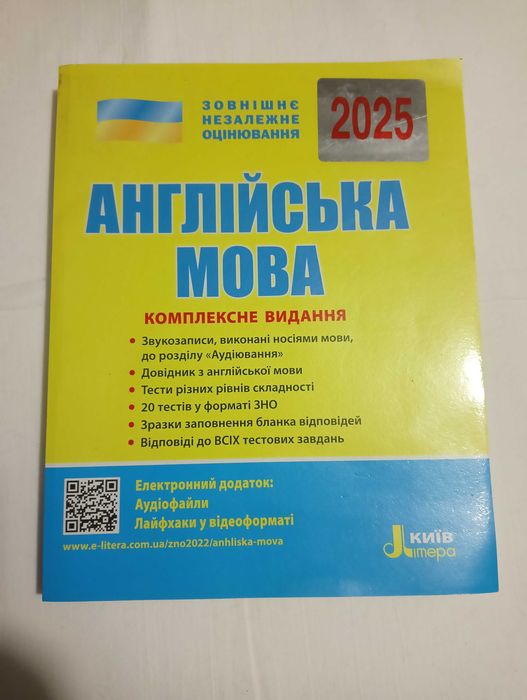 ЗОВНІШНЄ
НЕЗАЛЕЖНЕ
ОЦІНЮВАННЯ
2025
АНГЛІЙСЬКА
МОВА
КОМПЛЕКСНЕ ВИДАННЯ
• Звукозаписи, виконані носіями мови,
до розділу «Аудіювання»
• Довідник з англійської мови
• Тести різних рівнів складності
• 20 тестів у форматі ЗНО
• Зразки заповнення бланка відповідей
• Відповіді до ВСІХ тестових завдань
Електронний додаток:
Аудіофайли
Лайфхаки у відеоформаті
www.e-litera.com.ua/zno2022/anhliska-mova
КИЇВ
Літера